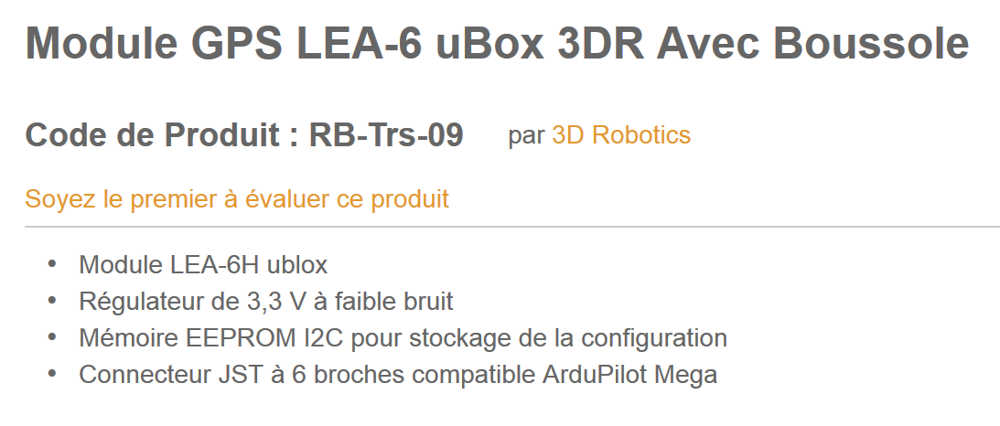 Module GPS LEA-6 uBox 3DR Avec Boussole
Code de Produit : RB-Trs-09 par 3D Robotics
Soyez le premier à évaluer ce produit
• Module LEA-6H ublox
• Régulateur de 3,3 V à faible bruit
• Mémoire EEPROM I2C pour stockage de la configuration
• Connecteur JST à 6 broches compatible ArduPilot Mega